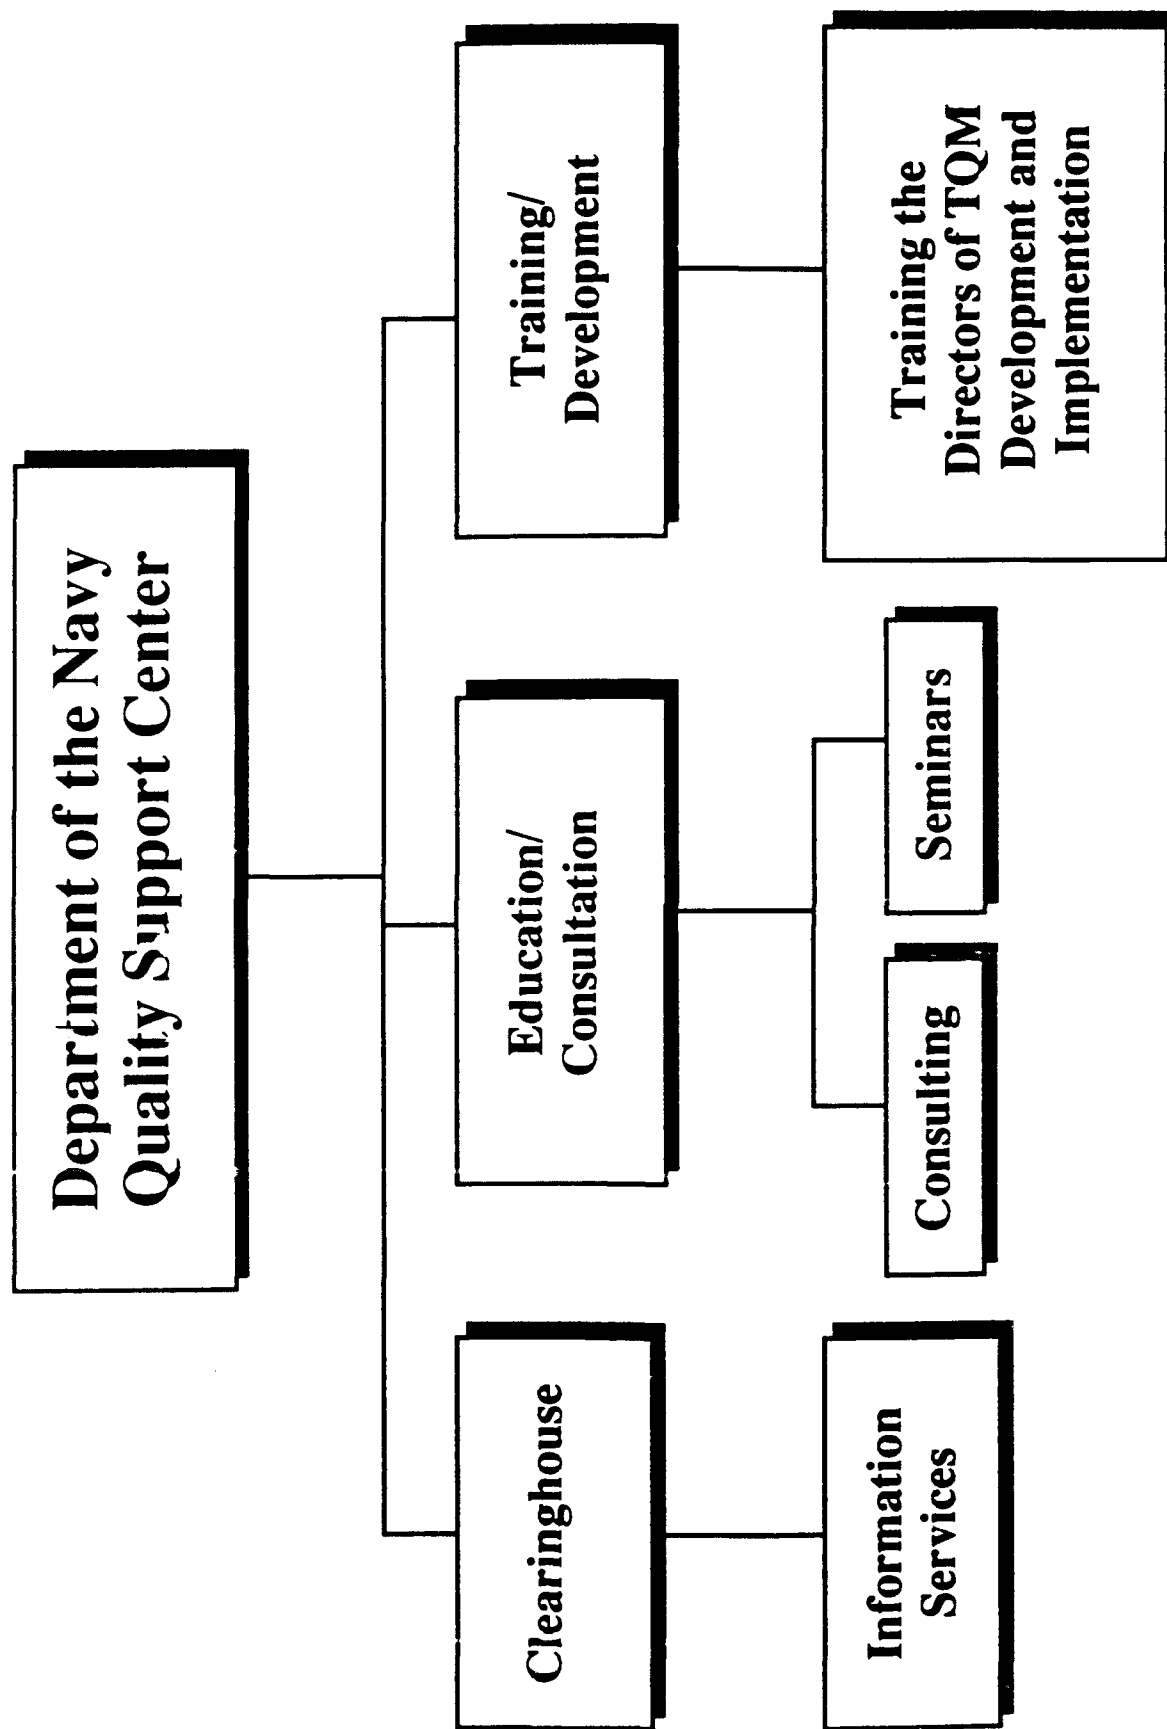 Department of the Navy
Quality Support Center
Clearinghouse
Education/
Consultation
Training/
Development
Information
Services
Consulting
Seminars
Training the
Directors of TQM
Development and
Implementation